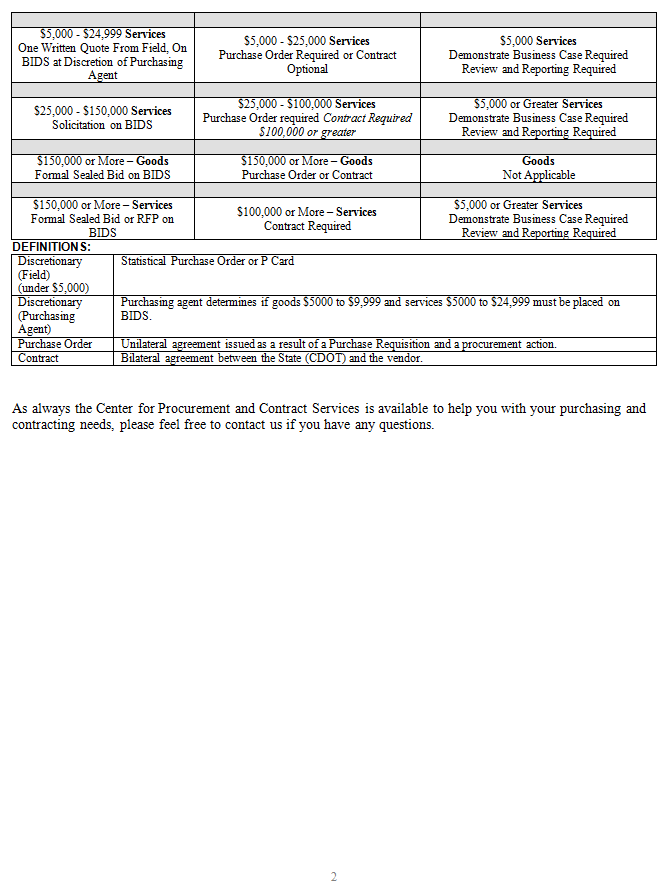 $5,000 - $24,999 Services
One Written Quote From Field, On
BIDS at Discretion of Purchasing
Agent
$5,000 - $25,000 Services
Purchase Order Required or Contract
Optional
$5,000 Services
Demonstrate Business Case Required
Review and Reporting Required
$25,000 - $150,000 Services
Solicitation on BIDS
$25,000 - $100,000 Services
Purchase Order required Contract Required
$100,000 or greater
$5,000 or Greater Services
Demonstrate Business Case Required
Review and Reporting Required
$150,000 or More – Goods
Formal Sealed Bid on BIDS
$150,000 or More – Goods
Purchase Order or Contract
Goods
Not Applicable
$150,000 or More – Services
Formal Sealed Bid or RFP on
BIDS
$100,000 or More – Services
Contract Required
$5,000 or Greater Services
Demonstrate Business Case Required
Review and Reporting Required
DEFINITIONS:
Discretionary
(Field)
(under $5,000)
Statistical Purchase Order or P Card
Discretionary
(Purchasing
Agent)
Purchasing agent determines if goods $5000 to $9,999 and services $5000 to $24,999 must be placed on
BIDS.
Purchase Order
Unilateral agreement issued as a result of a Purchase Requisition and a procurement action.
Contract
Bilateral agreement between the State (CDOT) and the vendor.
As always the Center for Procurement and Contract Services is available to help you with your purchasing and
contracting needs, please feel free to contact us if you have any questions.
2